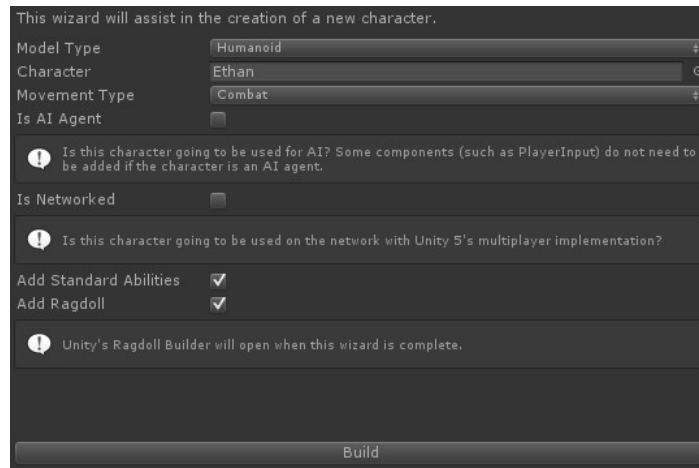 This wizard will assist in the creation of a new character.
Model Type Humanoid
Character Ethan
Movement Type Combat
Is AI Agent
Is this character going to be used for AI? Some components (such as PlayerInput) do not need to
be added if the character is an AI agent.
Is Networked
Is this character going to be used on the network with Unity 5's multiplayer implementation?
Add Standard Abilities
Add Ragdoll
Unity's Ragdoll Builder will open when this wizard is complete.
Build